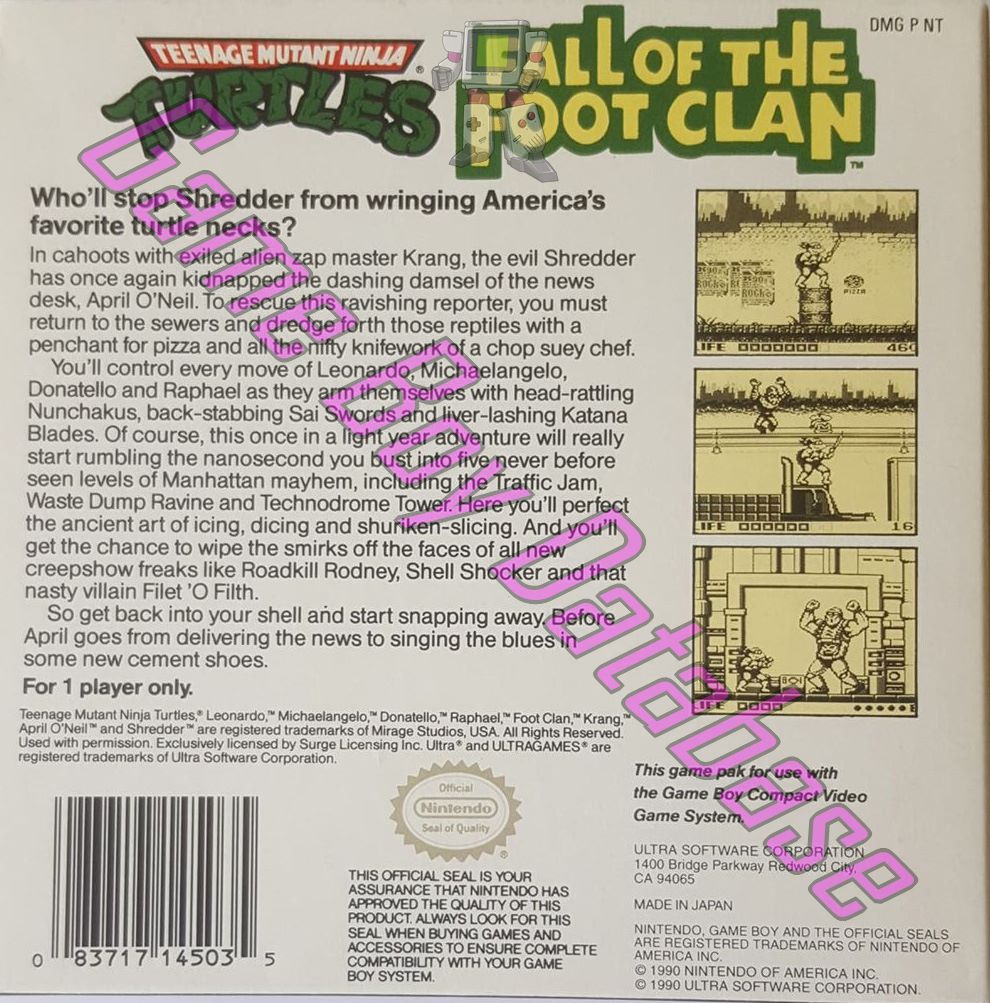 DMG P NT
TEENAGE MUTANT NINJA
TURTLES®
FALL OF THE
FOOT CLAN™
Who'll stop Shredder from wringing America's
favorite turtle necks?
In cahoots with exiled alien zap master Krang, the evil Shredder
has once again kidnapped the dashing damsel of the news
desk, April O'Neil. To rescue this ravishing reporter, you must
return to the sewers and dredge forth those reptiles with a
penchant for pizza and all the nifty knifework of a chop suey chef.
You'll control every move of Leonardo, Michaelangelo,
Donatello and Raphael as they arm themselves with head-rattling
Nunchakus, back-stabbing Sai Swords and liver-lashing Katana
Blades. Of course, this once in a light year adventure will really
start rumbling the nanosecond you bust into five never before
seen levels of Manhattan mayhem, including the Traffic Jam,
Waste Dump Ravine and Technodrome Tower. Here you'll perfect
the ancient art of icing, dicing and shuriken-slicing. And you'll
get the chance to wipe the smirks off the faces of all new
creepshow freaks like Roadkill Rodney, Shell Shocker and that
nasty villain Filet 'O Filth.
So get back into your shell and start snapping away. Before
April goes from delivering the news to singing the blues in
some new cement shoes.
For 1 player only.
Teenage Mutant Ninja Turtles,® Leonardo,™ Michaelangelo,™ Donatello,™ Raphael,™ Foot Clan,™ Krang,™
April O'Neil™ and Shredder™ are registered trademarks of Mirage Studios, USA. All Rights Reserved.
Used with permission. Exclusively licensed by Surge Licensing Inc. Ultra® and ULTRAGAMES® are
registered trademarks of Ultra Software Corporation.
PIZZA
IFE
460
IFE
16
IFE
Game Boy Database
Official
Nintendo
Seal of Quality
®
THIS OFFICIAL SEAL IS YOUR
ASSURANCE THAT NINTENDO HAS
APPROVED THE QUALITY OF THIS
PRODUCT. ALWAYS LOOK FOR THIS
SEAL WHEN BUYING GAMES AND
ACCESSORIES TO ENSURE COMPLETE
COMPATIBILITY WITH YOUR GAME
BOY SYSTEM.
0 83717 14503 5
This game pak for use with
the Game Boy Compact Video
Game System.
ULTRA SOFTWARE CORPORATION
1400 Bridge Parkway Redwood City,
CA 94065
MADE IN JAPAN
NINTENDO, GAME BOY AND THE OFFICIAL SEALS
ARE REGISTERED TRADEMARKS OF NINTENDO OF
AMERICA INC.
© 1990 NINTENDO OF AMERICA INC.
© 1990 ULTRA SOFTWARE CORPORATION.